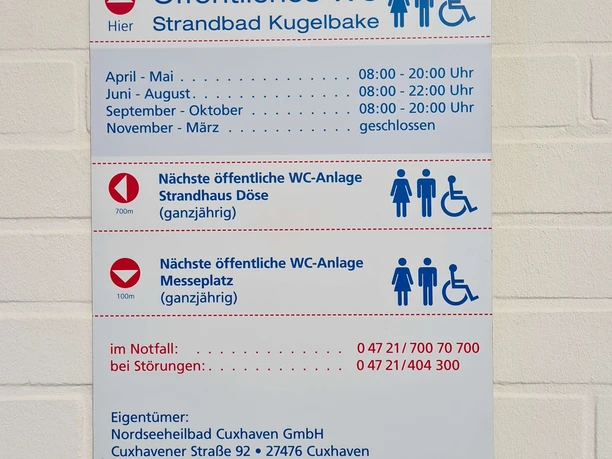 Öffentliches WC
Hier
Strandbad Kugelbake
April - Mai . . . . . . . . . . . . . . . . . 08:00 - 20:00 Uhr
Juni - August. . . . . . . . . . . . . . . . 08:00 - 22:00 Uhr
September - Oktober . . . . . . . . . . 08:00 - 20:00 Uhr
November - März . . . . . . . . . . . . geschlossen
Nächste öffentliche WC-Anlage
Strandhaus Döse
(ganzjährig)
700m
Nächste öffentliche WC-Anlage
Messeplatz
(ganzjährig)
100m
im Notfall: . . . . . . . . . . . . . 0 47 21/700 70 700
bei Störungen: . . . . . . . . . . . . 0 47 21/404 300
Eigentümer:
Nordseeheilbad Cuxhaven GmbH
Cuxhavener Straße 92 • 27476 Cuxhaven